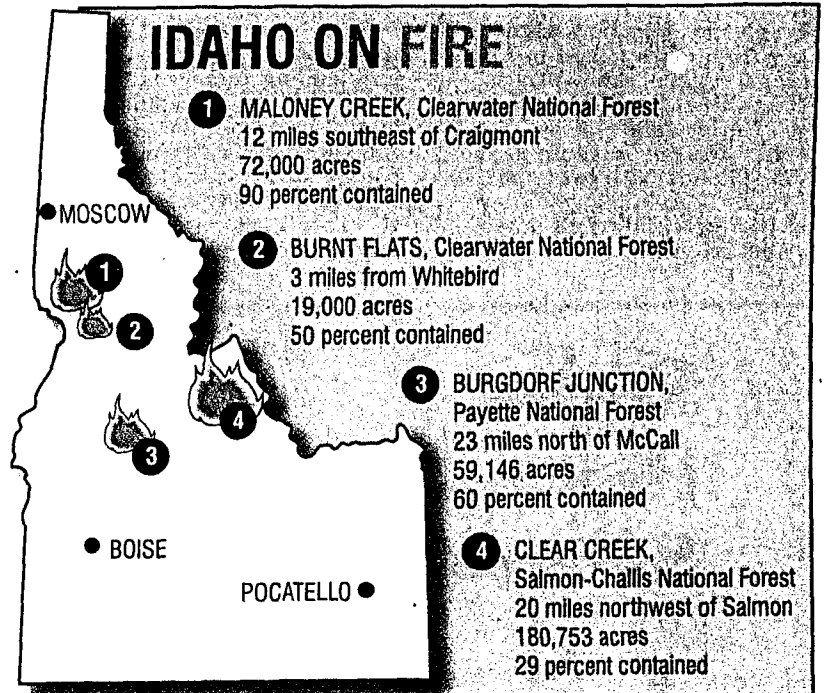 IDAHO ON FIRE
1 MALONEY CREEK, Clearwater National Forest
12 miles southeast of Craigmont
72,000 acres
90 percent contained
2 BURNT FLATS, Clearwater National Forest
3 miles from Whitebird
19,000 acres
50 percent contained
3 BURGDORF JUNCTION,
Payette National Forest
23 miles north of McCall
59,146 acres
60 percent contained
4 CLEAR CREEK,
Salmon-Challis National Forest
20 miles northwest of Salmon
180,753 acres
29 percent contained
MOSCOW
1
2
4
3
BOISE
POCATELLO